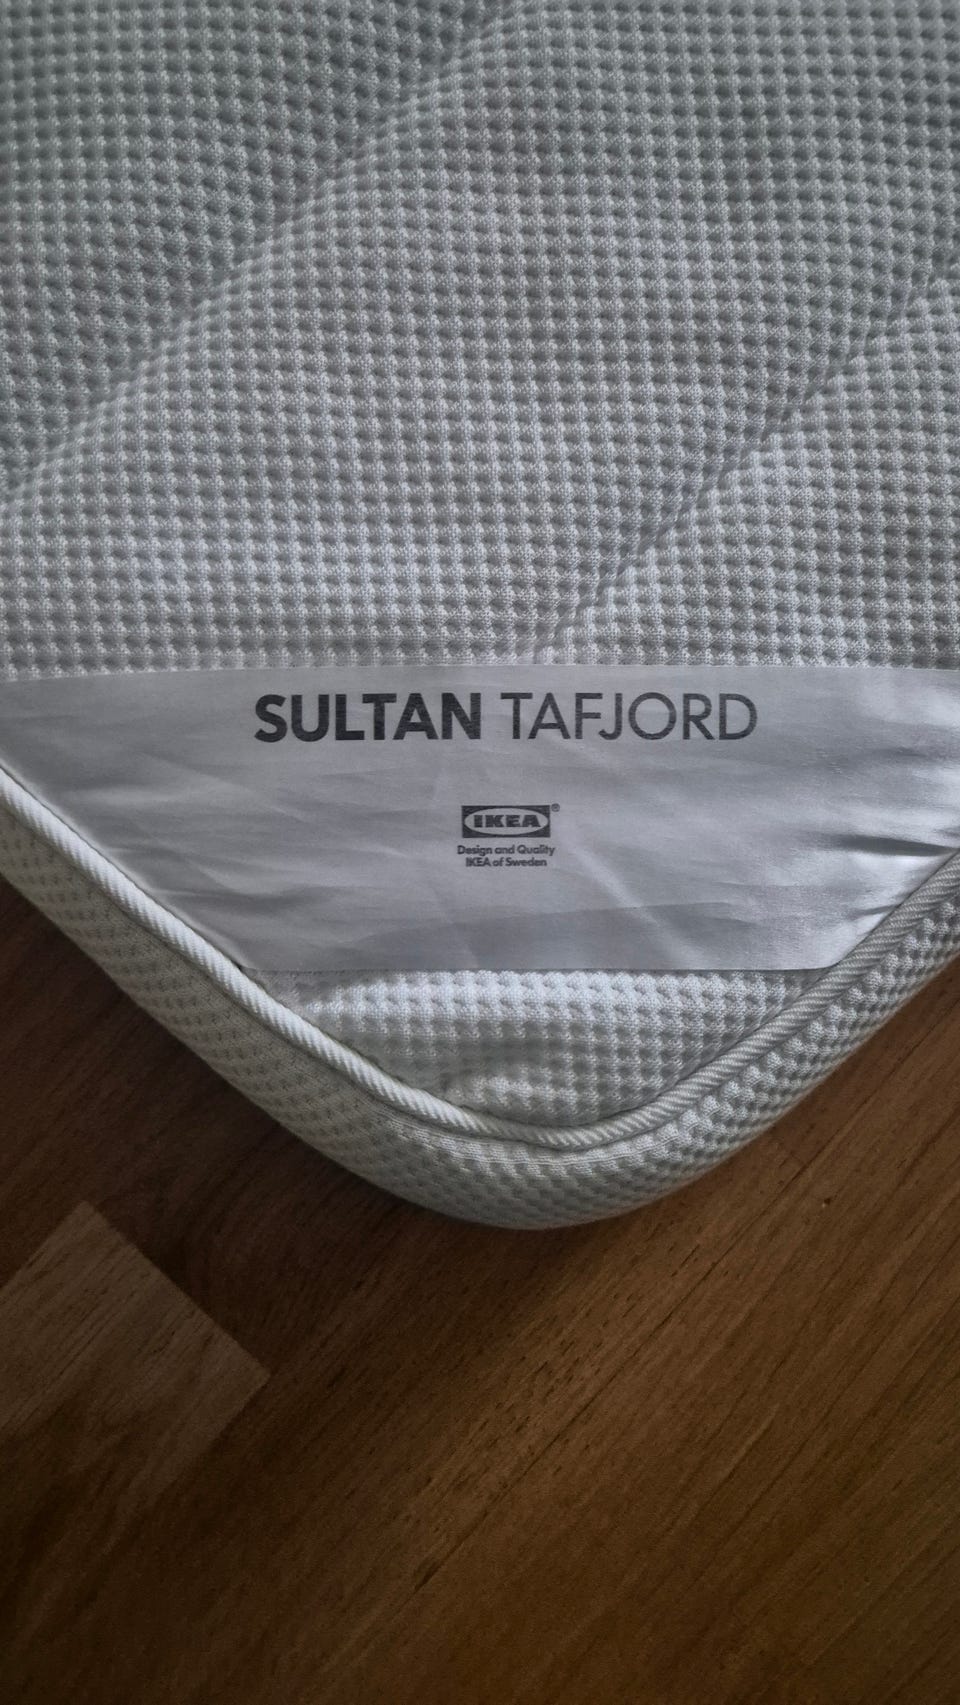 SULTAN TAFJORD
IKEA®
Design and Quality
IKEA of Sweden